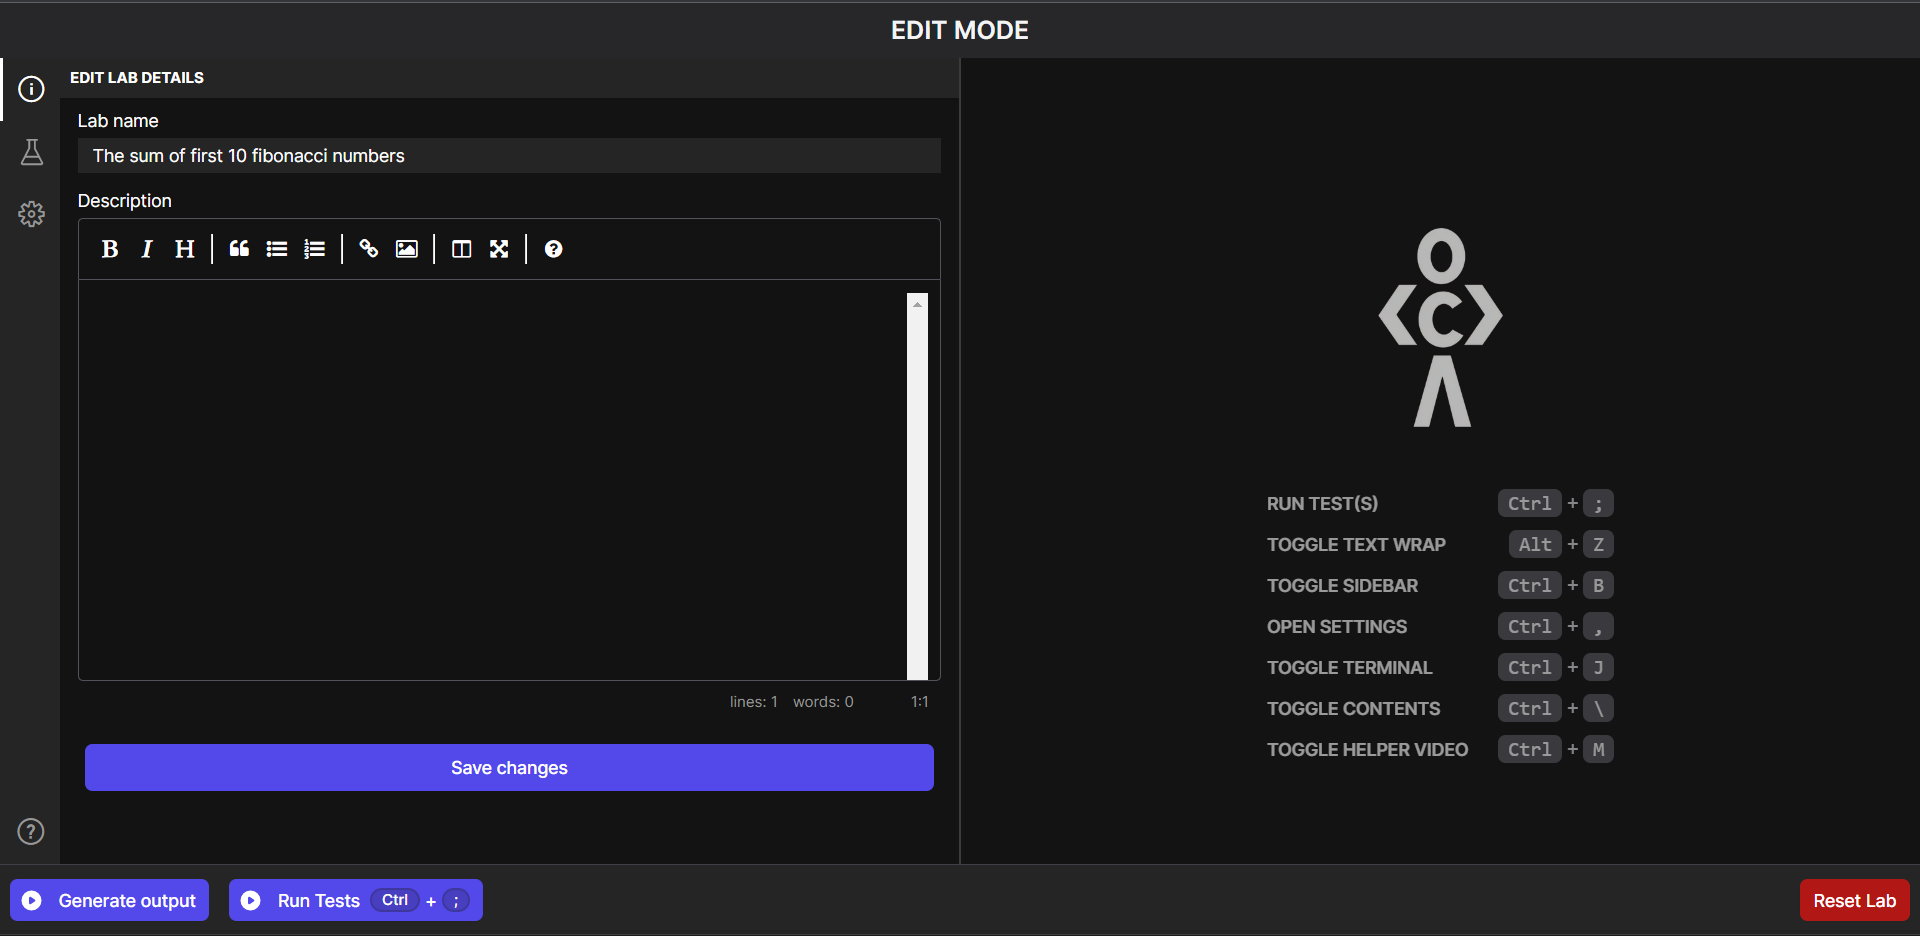 EDIT MODE
EDIT LAB DETAILS
Lab name
The sum of first 10 fibonacci numbers
Description
B I H
lines: 1 words: 0 1:1
Save changes
RUN TEST(S) Ctrl + ;
TOGGLE TEXT WRAP Alt + Z
TOGGLE SIDEBAR Ctrl + B
OPEN SETTINGS Ctrl + ,
TOGGLE TERMINAL Ctrl + J
TOGGLE CONTENTS Ctrl + \
TOGGLE HELPER VIDEO Ctrl + M
Generate output
Run Tests Ctrl + ;
Reset Lab